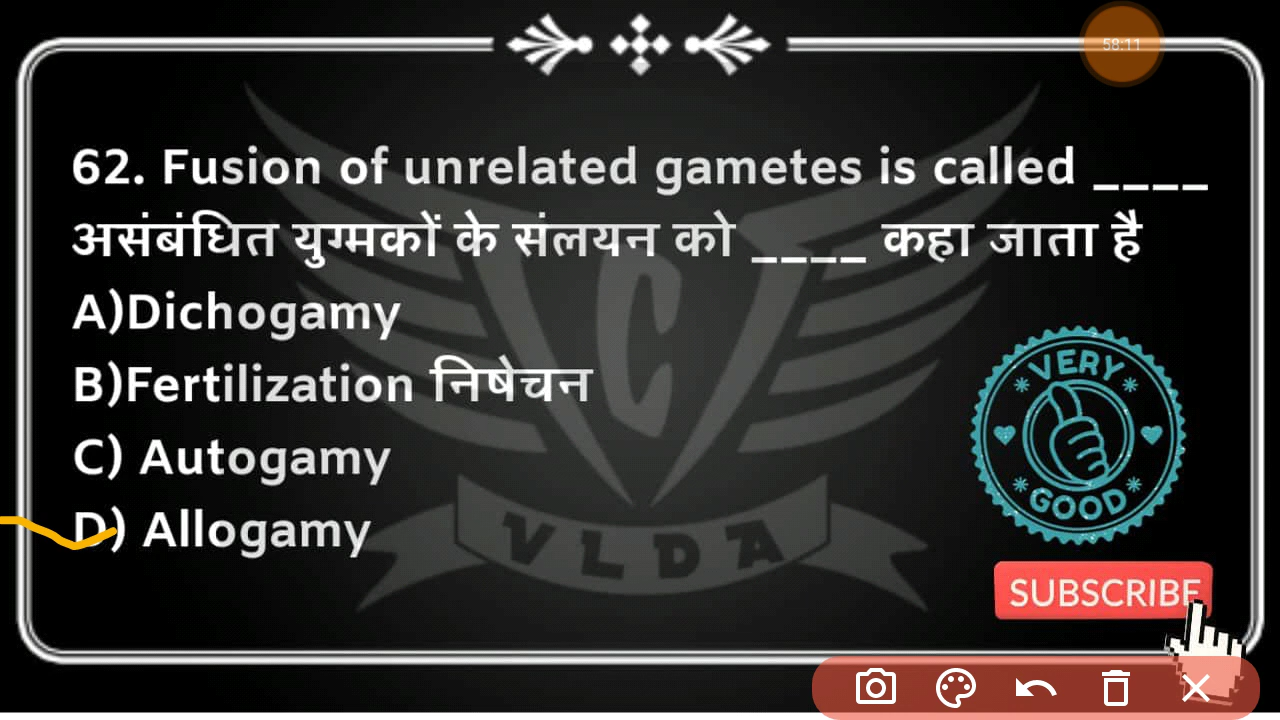 58:11
62. Fusion of unrelated gametes is called ____
असंबंधित युग्मकों के संलयन को ____ कहा जाता है
A)Dichogamy
B)Fertilization निषेचन
C) Autogamy
D) Allogamy
C
VLDA
VERY
GOOD
SUBSCRIBE